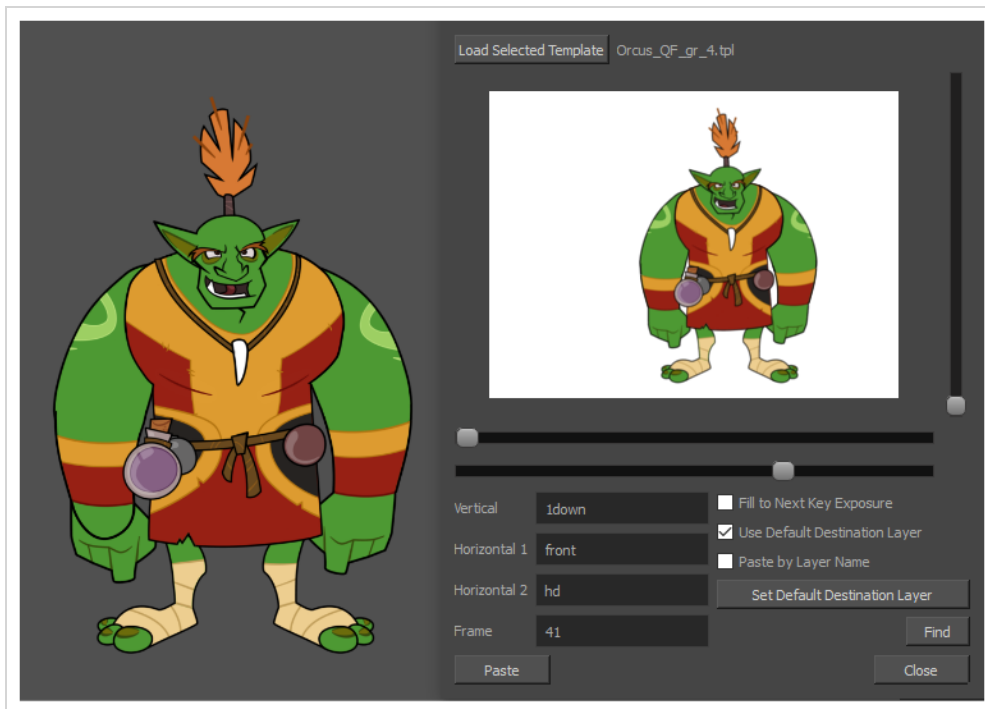 Load Selected Template Orcus_QF_gr_4.tpl
Vertical 1down
Fill to Next Key Exposure
Use Default Destination Layer
Horizontal 1 front
Paste by Layer Name
Horizontal 2 hd
Set Default Destination Layer
Frame 41
Find
Paste
Close